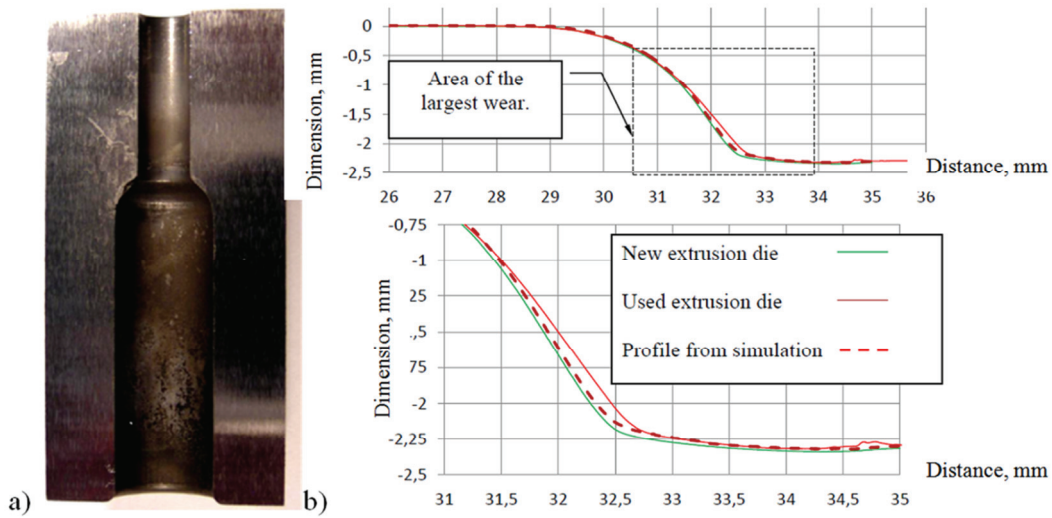 a)
b)
Dimension, mm
0
-0,5
-1
-1,5
-2
-2,5
Area of the
largest wear.
26 27 28 29 30 31 32 33 34 35 36
Distance, mm
Dimension, mm
-0,75
-1
25
,5
75
-2
-2,25
-2,5
New extrusion die
Used extrusion die
Profile from simulation
31 31,5 32 32,5 33 33,5 34 34,5 35
Distance, mm